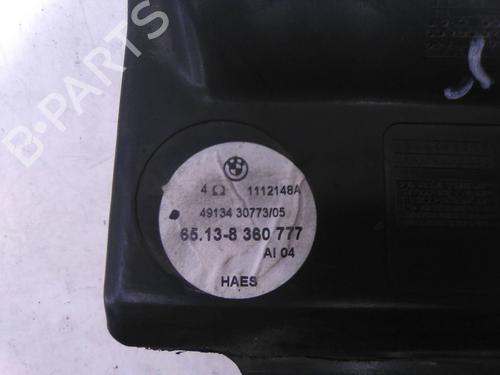 B-PARTS
4 Ω 1112148A
49134 30773/05
65.13-8 360 777
AI 04
HAES